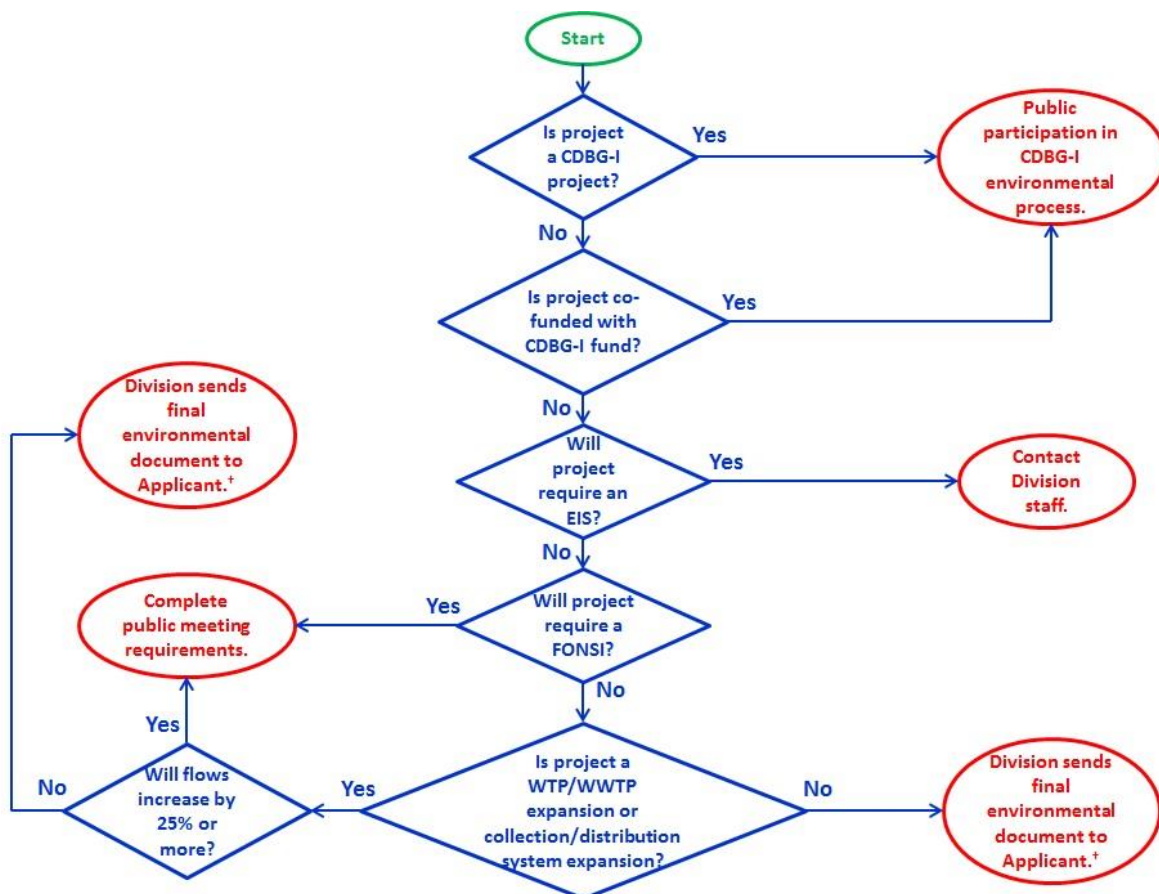 Start
Is project
a CDBG-I
project?
Yes
Public
participation in
CDBG-I
environmental
process.
No
Is project co-
funded with
CDBG-I fund?
Yes
No
Will
project
require an
EIS?
Yes
Contact
Division
staff.
No
Will project
require a
FONSI?
Yes
Complete
public meeting
requirements.
No
Is project a
WTP/WWTP
expansion or
collection/distribution
system expansion?
No
Division sends
final
environmental
document to
Applicant.†
Yes
Will flows
increase by
25% or
more?
Yes
No
Division sends
final
environmental
document to
Applicant.†